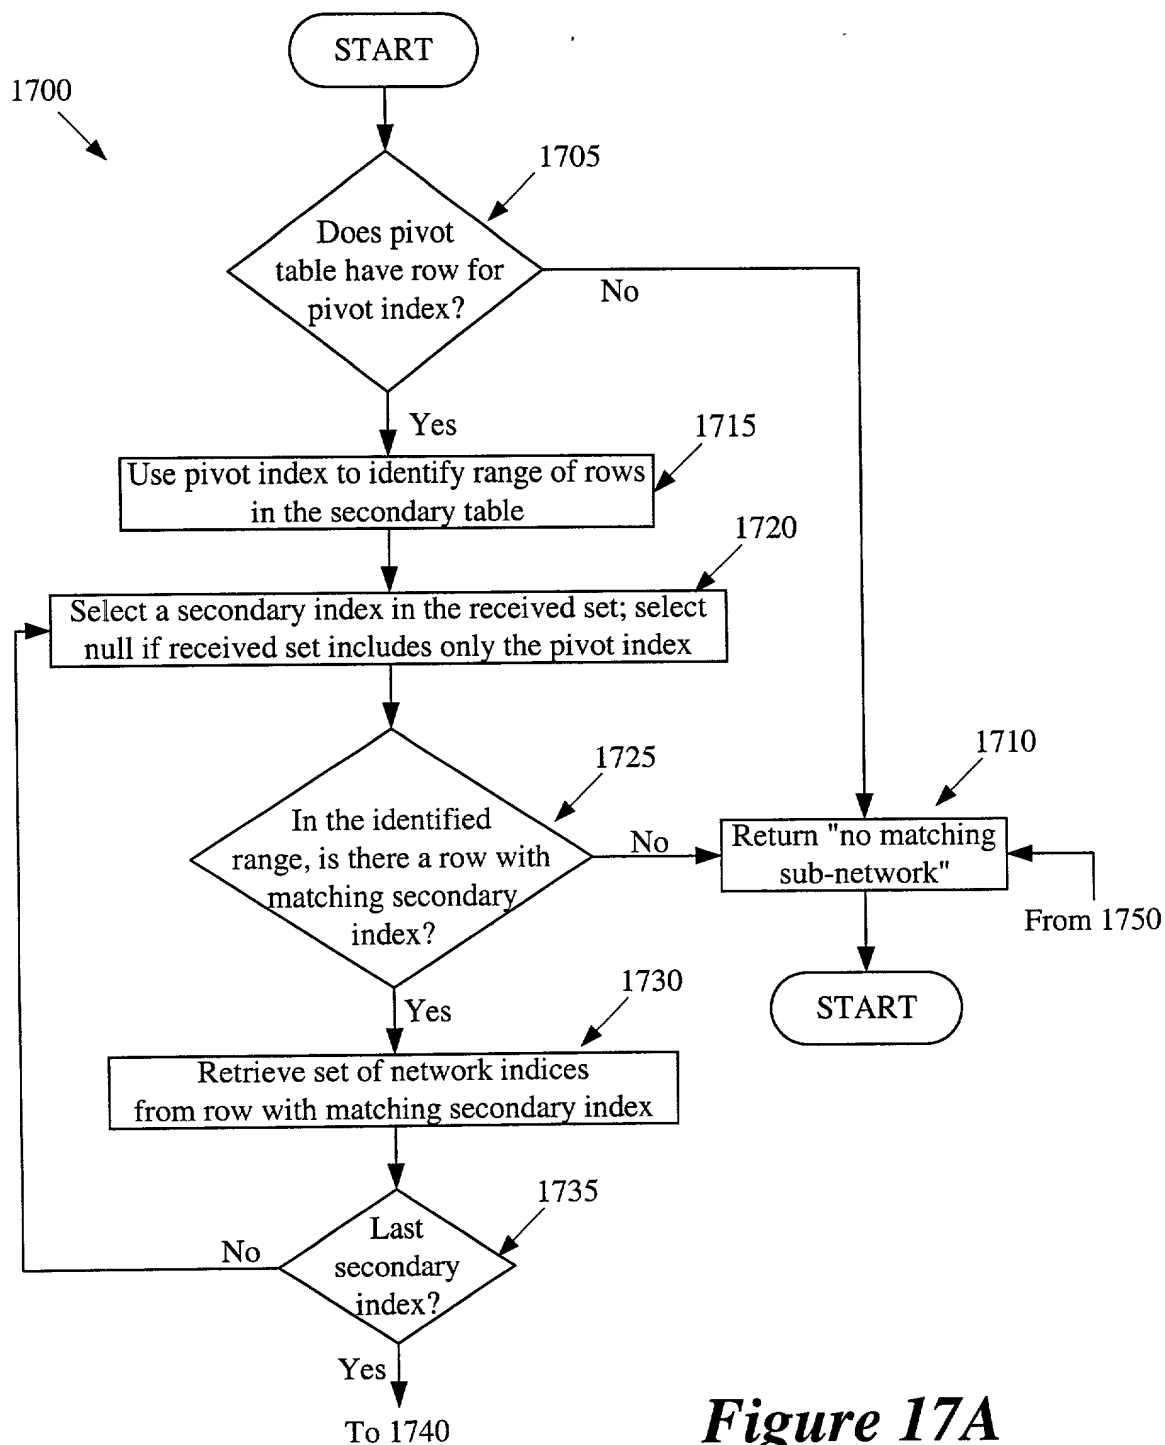 START
1700
1705
Does pivot
table have row for
pivot index?
No
Yes
1715
Use pivot index to identify range of rows
in the secondary table
1720
Select a secondary index in the received set; select
null if received set includes only the pivot index
1725
In the identified
range, is there a row with
matching secondary
index?
No
1710
Return "no matching
sub-network"
From 1750
START
Yes
1730
Retrieve set of network indices
from row with matching secondary index
1735
Last
secondary
index?
No
Yes
To 1740
Figure 17A